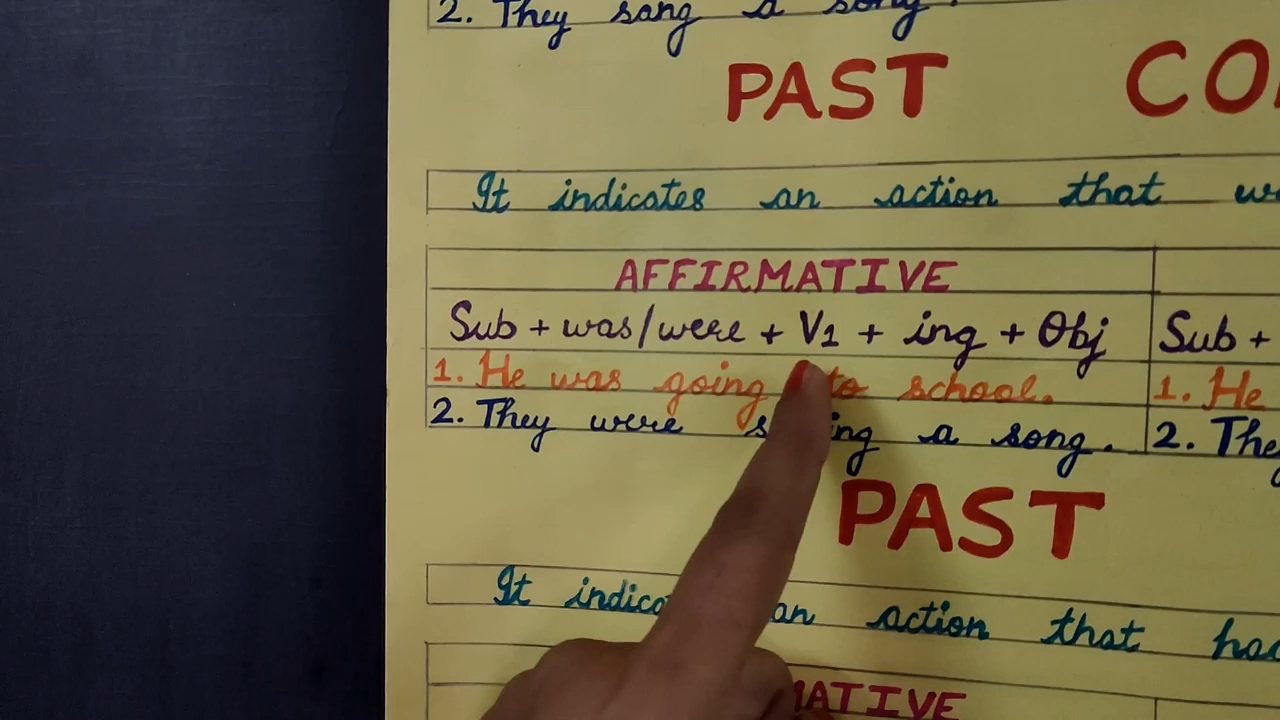 2. They sang a song.
PAST CO
It indicates an action that w
AFFIRMATIVE
Sub + was/were + V1 + ing + Obj
Sub +
1. He was going to school.
1. He
2. They were a song.
2. The
PAST
It an action that ha